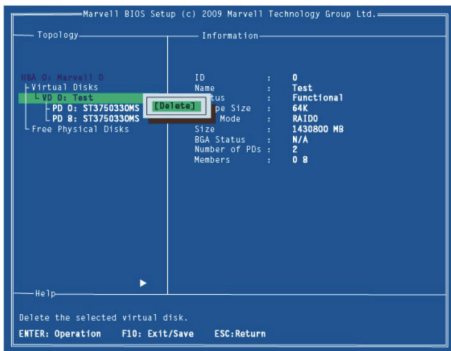 Marvell BIOS Setup (c) 2009 Marvell Technology Group Ltd.
Topology
Information
HBA 0: Marvell 0
Virtual Disks
VD 0: Test
PD 0: ST3750330MS
PD 8: ST3750330MS
Free Physical Disks
[Delete]
ID : 0
Name : Test
tus : Functional
pe Size : 64K
Mode : RAID0
Size : 1430800 MB
BGA Status : N/A
Number of PDs : 2
Members : 0 8
Help
Delete the selected virtual disk.
ENTER: Operation F10: Exit/Save ESC:Return